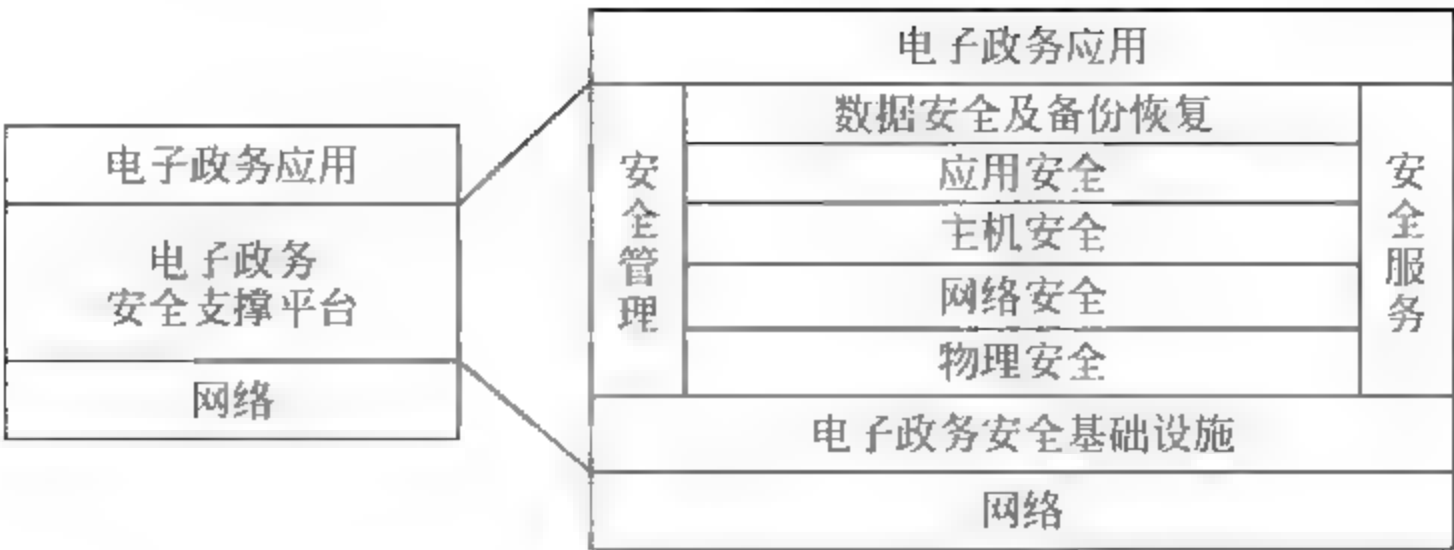 电子政务应用
电子政务
安全支撑平台
网络
电子政务应用
安全管理
数据安全及备份恢复
应用安全
主机安全
网络安全
物理安全
安全服务
电子政务安全基础设施
网络